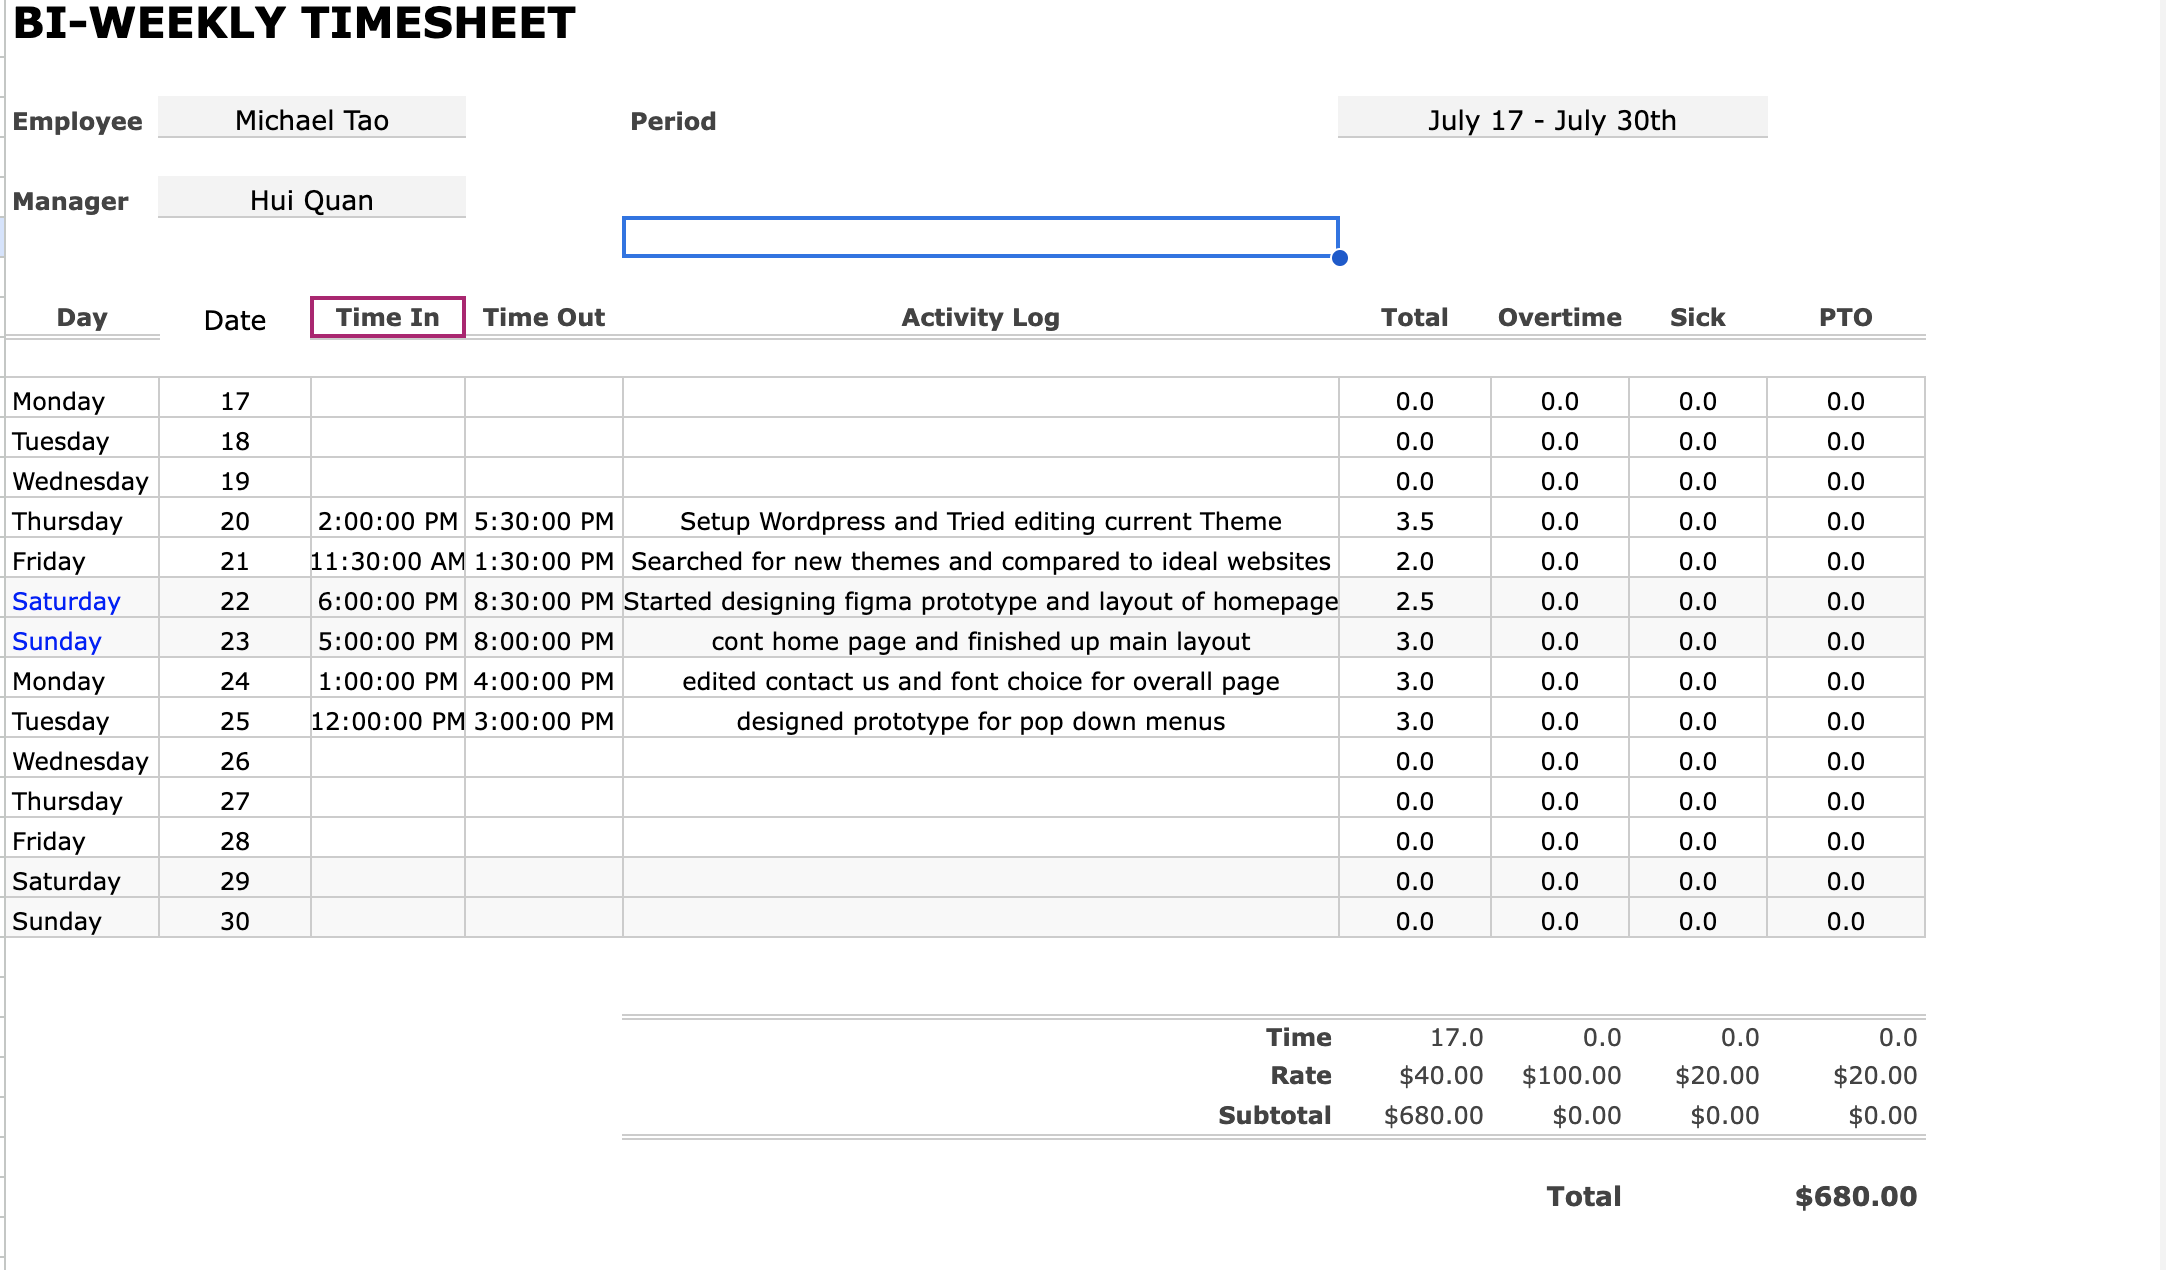 BI-WEEKLY TIMESHEET
Employee Michael Tao Period July 17 - July 30th
Manager Hui Quan
Day Date Time In Time Out Activity Log Total Overtime Sick PTO
Monday 17 0.0 0.0 0.0 0.0
Tuesday 18 0.0 0.0 0.0 0.0
Wednesday 19 0.0 0.0 0.0 0.0
Thursday 20 2:00:00 PM 5:30:00 PM Setup Wordpress and Tried editing current Theme 3.5 0.0 0.0 0.0
Friday 21 11:30:00 AM 1:30:00 PM Searched for new themes and compared to ideal websites 2.0 0.0 0.0 0.0
Saturday 22 6:00:00 PM 8:30:00 PM Started designing figma prototype and layout of homepage 2.5 0.0 0.0 0.0
Sunday 23 5:00:00 PM 8:00:00 PM cont home page and finished up main layout 3.0 0.0 0.0 0.0
Monday 24 1:00:00 PM 4:00:00 PM edited contact us and font choice for overall page 3.0 0.0 0.0 0.0
Tuesday 25 12:00:00 PM 3:00:00 PM designed prototype for pop down menus 3.0 0.0 0.0 0.0
Wednesday 26 0.0 0.0 0.0 0.0
Thursday 27 0.0 0.0 0.0 0.0
Friday 28 0.0 0.0 0.0 0.0
Saturday 29 0.0 0.0 0.0 0.0
Sunday 30 0.0 0.0 0.0 0.0
Time 17.0 0.0 0.0 0.0
Rate $40.00 $100.00 $20.00 $20.00
Subtotal $680.00 $0.00 $0.00 $0.00
Total $680.00